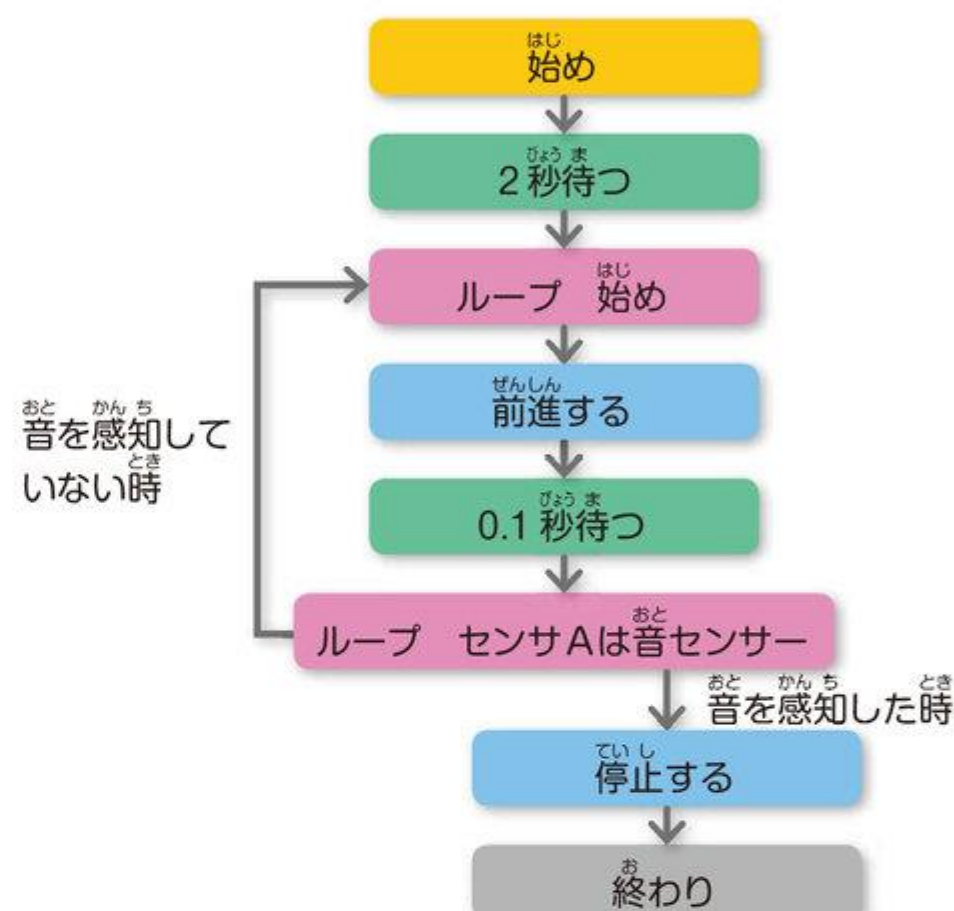 始め
2秒待つ
ループ 始め
前進する
0.1秒待つ
ループ センサAは音センサー
音を感知して
いない時
音を感知した時
停止する
終わり